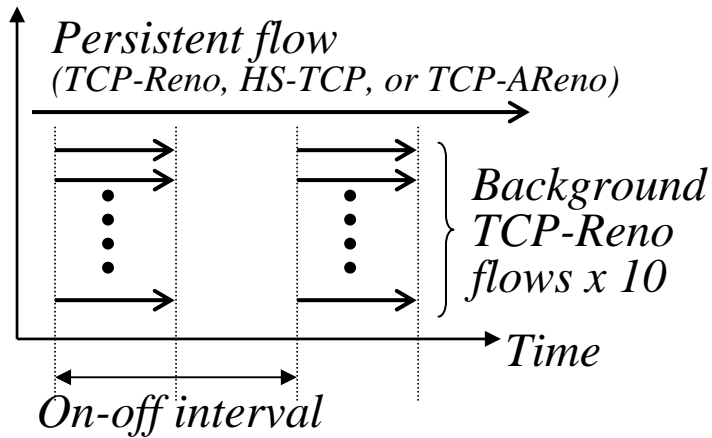 Persistent flow
(TCP-Reno, HS-TCP, or TCP-AReno)
Background
TCP-Reno
flows x 10
Time
On-off interval